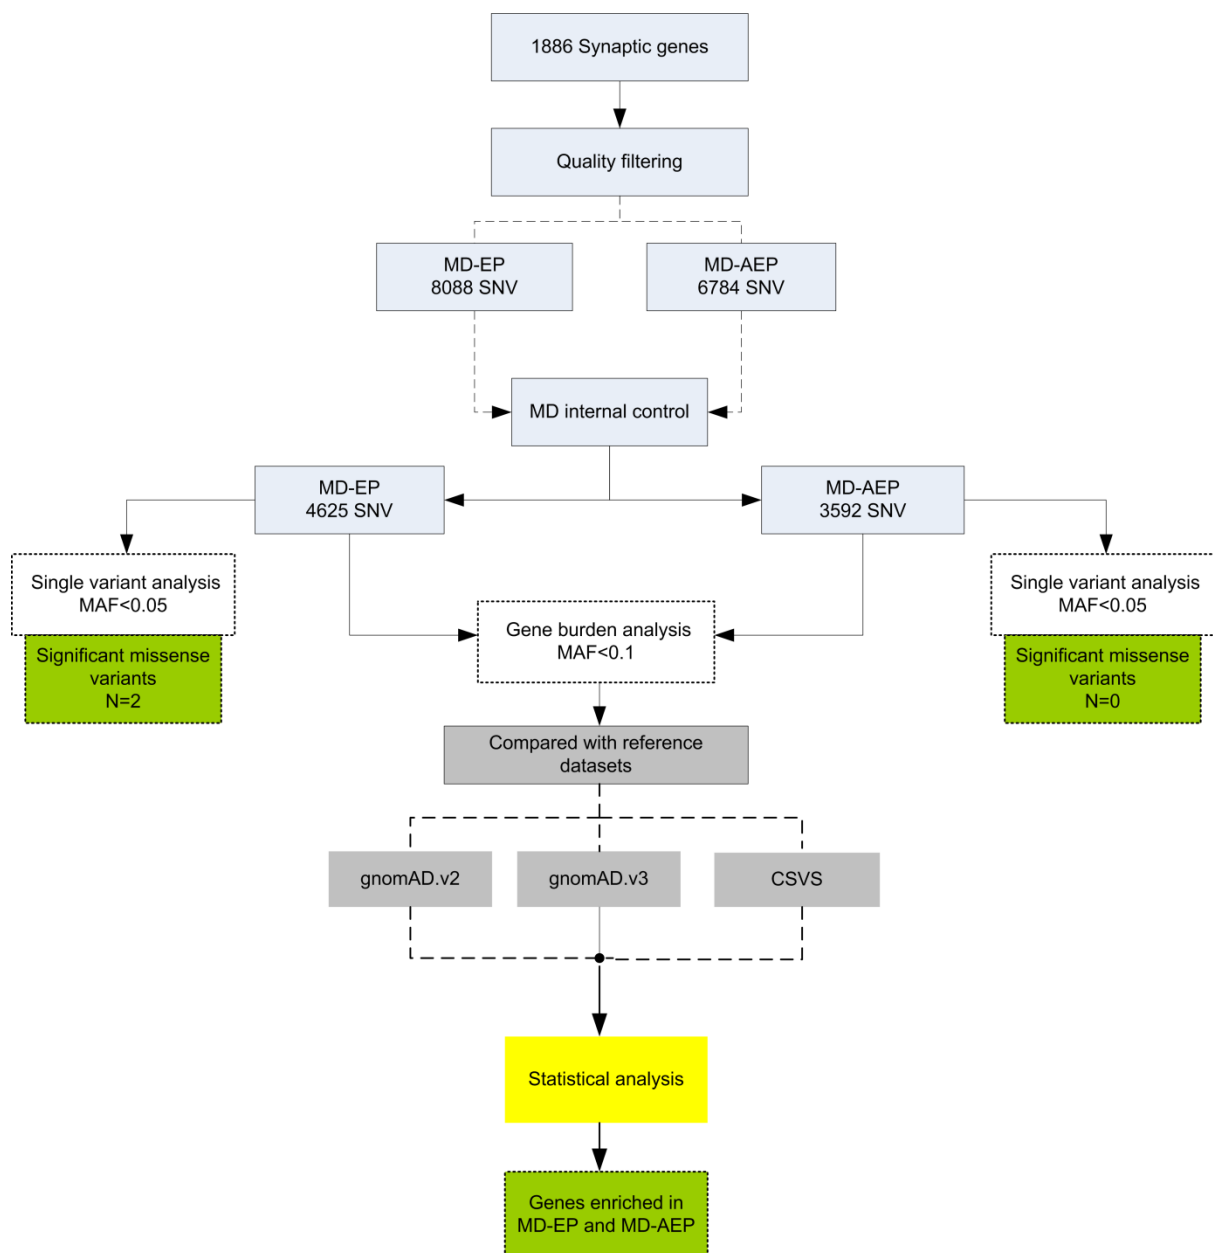 1886 Synaptic genes
Quality filtering
MD-EP
8088 SNV
MD-AEP
6784 SNV
MD internal control
MD-EP
4625 SNV
MD-AEP
3592 SNV
Single variant analysis
MAF<0.05
Significant missense
variants
N=2
Gene burden analysis
MAF<0.1
Single variant analysis
MAF<0.05
Significant missense
variants
N=0
Compared with reference
datasets
gnomAD.v2
gnomAD.v3
CSVS
Statistical analysis
Genes enriched in
MD-EP and MD-AEP